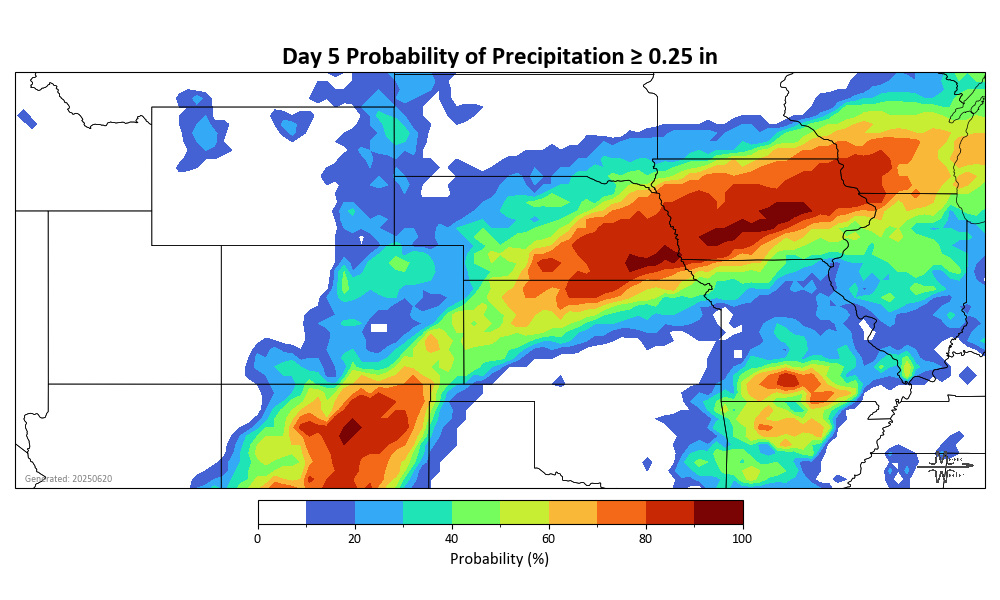 Day 5 Probability of Precipitation ≥ 0.25 in
Generated: 20250620
0 20 40 60 80 100
Probability (%)